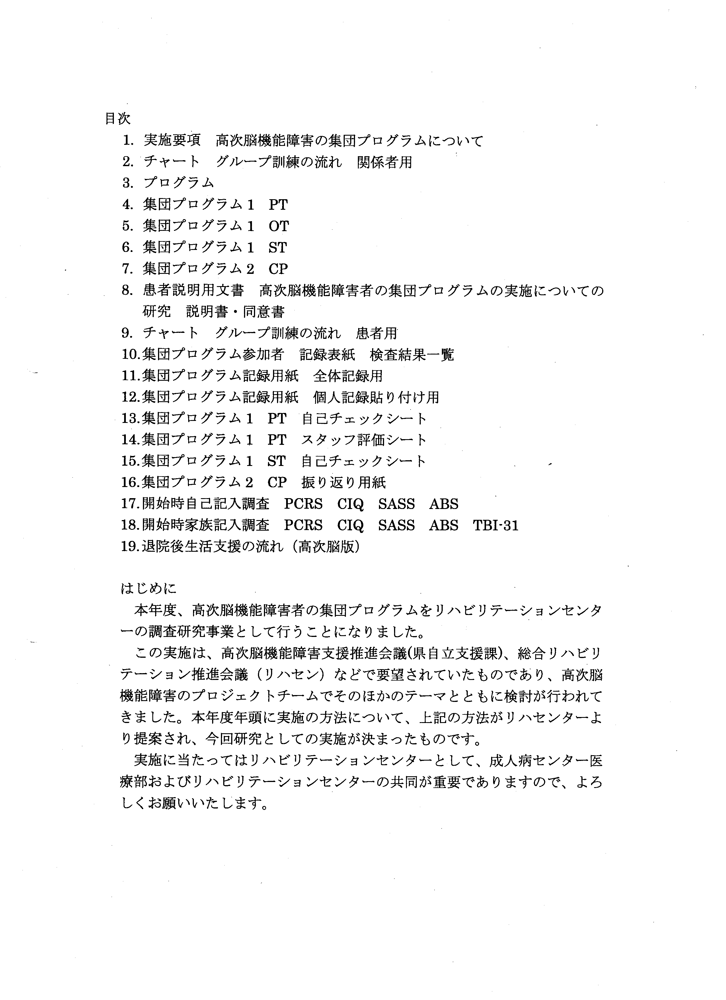 目次
1. 実施要項　高次脳機能障害の集団プログラムについて
2. チャート　グループ訓練の流れ　関係者用
3. プログラム
4. 集団プログラム1　PT
5. 集団プログラム1　OT
6. 集団プログラム1　ST
7. 集団プログラム2　CP
8. 患者説明用文書　高次脳機能障害者の集団プログラムの実施についての
研究　説明書・同意書
9. チャート　グループ訓練の流れ　患者用
10.集団プログラム参加者　記録表紙　検査結果一覧
11.集団プログラム記録用紙　全体記録用
12.集団プログラム記録用紙　個人記録貼り付け用
13.集団プログラム1　PT　自己チェックシート
14.集団プログラム1　PT　スタッフ評価シート
15.集団プログラム1　ST　自己チェックシート
16.集団プログラム2　CP　振り返り用紙
17.開始時自己記入調査　PCRS　CIQ　SASS　ABS
18.開始時家族記入調査　PCRS　CIQ　SASS　ABS　TBI-31
19.退院後生活支援の流れ（高次脳版）
はじめに
本年度、高次脳機能障害者の集団プログラムをリハビリテーションセンタ
ーの調査研究事業として行うことになりました。
この実施は、高次脳機能障害支援推進会議(県自立支援課)、総合リハビリ
テーション推進会議（リハセン）などで要望されていたものであり、高次脳
機能障害のプロジェクトチームでそのほかのテーマとともに検討が行われて
きました。本年度年頭に実施の方法について、上記の方法がリハセンターよ
り提案され、今回研究としての実施が決まったものです。
実施に当たってはリハビリテーションセンターとして、成人病センター医
療部およびリハビリテーションセンターの共同が重要でありますので、よろ
しくお願いいたします。